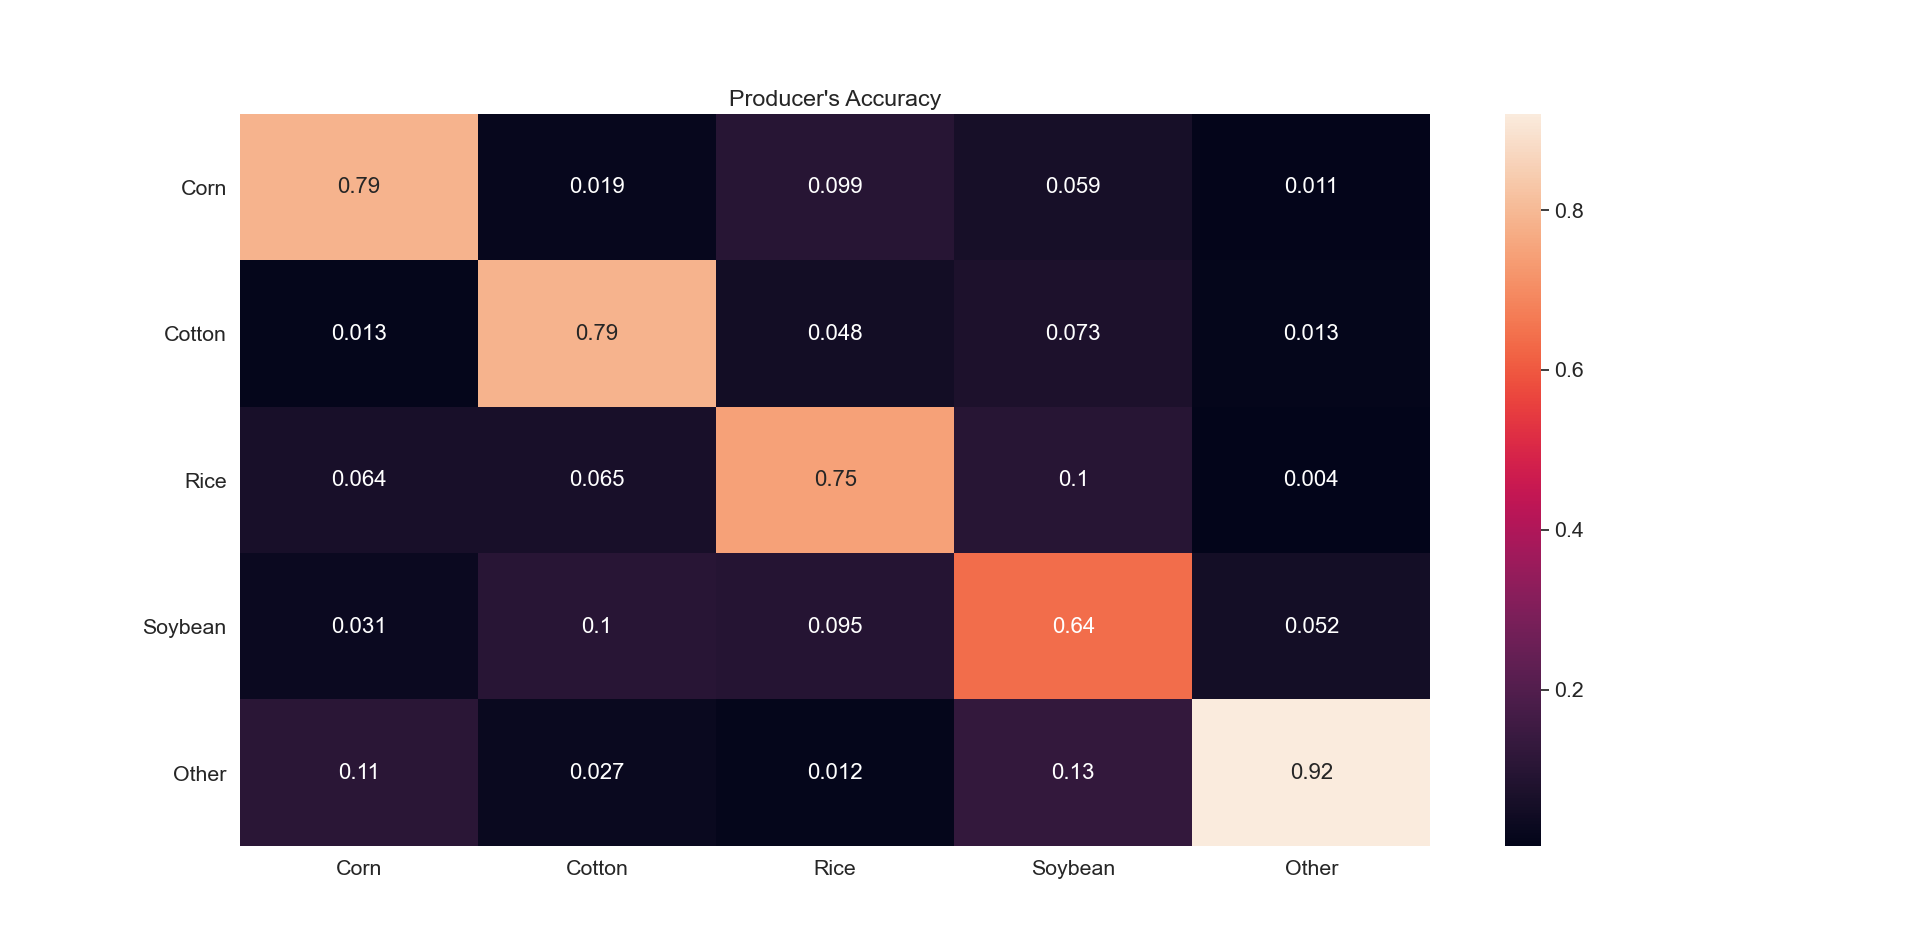 Producer's Accuracy
Corn 0.79 0.019 0.099 0.059 0.011
0.8
Cotton 0.013 0.79 0.048 0.073 0.013
0.6
Rice 0.064 0.065 0.75 0.1 0.004
0.4
Soybean 0.031 0.1 0.095 0.64 0.052
0.2
Other 0.11 0.027 0.012 0.13 0.92
Corn Cotton Rice Soybean Other